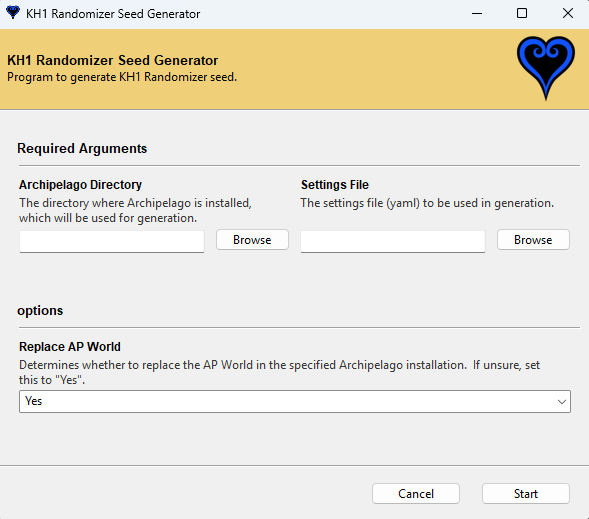 KH1 Randomizer Seed Generator
KH1 Randomizer Seed Generator
Program to generate KH1 Randomizer seed.
Required Arguments
Archipelago Directory
The directory where Archipelago is installed,
which will be used for generation.
Browse
Settings File
The settings file (yaml) to be used in generation.
Browse
options
Replace AP World
Determines whether to replace the AP World in the specified Archipelago installation.  If unsure, set
this to "Yes".
Yes
Cancel
Start